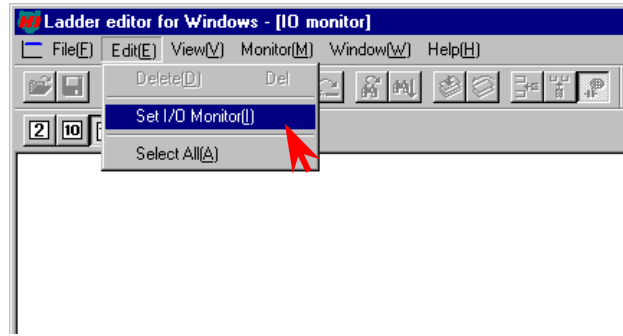 Ladder editor for Windows - [IO monitor]
File(F) Edit(E) View(V) Monitor(M) Window(W) Help(H)
Delete(D) Del
Set I/O Monitor(I)
2 10
Select All(A)